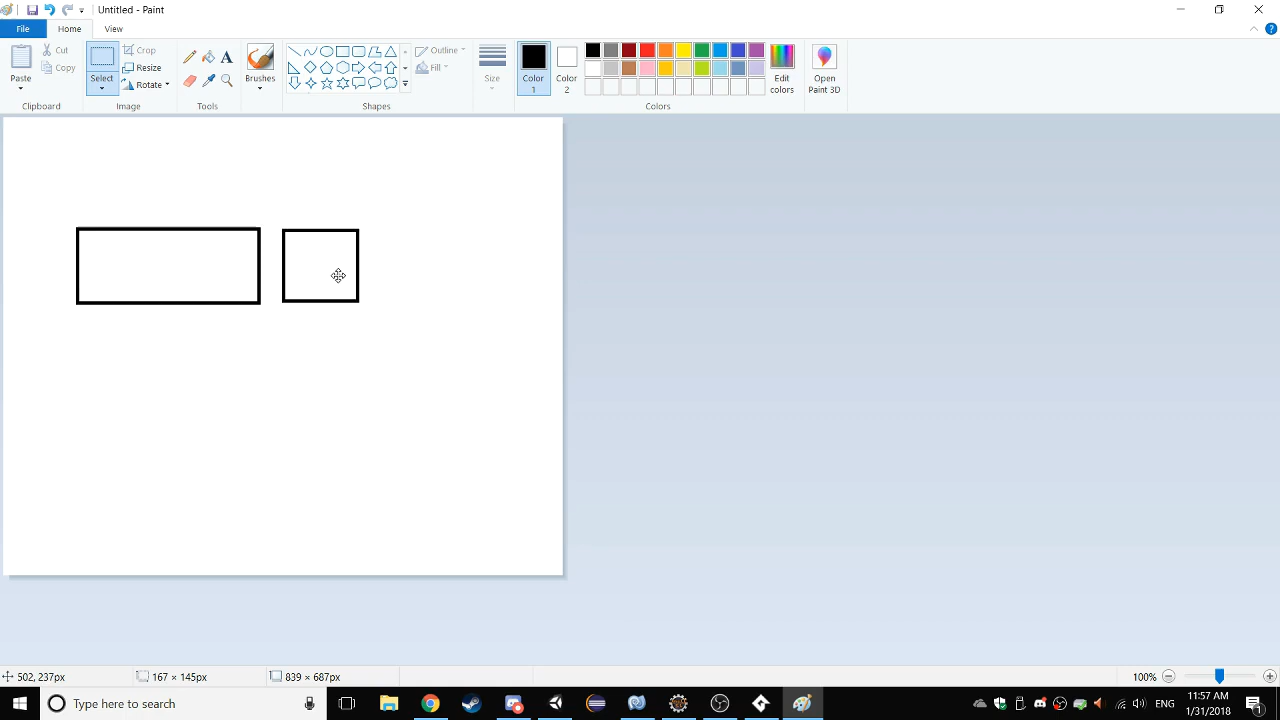 Untitled - Paint
File Home View
Paste
Cut
Copy
Clipboard
Select
Crop
Resize
Rotate
Image
Tools
Brushes
Outline
Fill
Shapes
Size
Color 1
Color 2
Edit colors
Colors
Open Paint 3D
502, 237px
167 × 145px
839 × 687px
100%
Type here to search
ENG
11:57 AM
1/31/2018
1